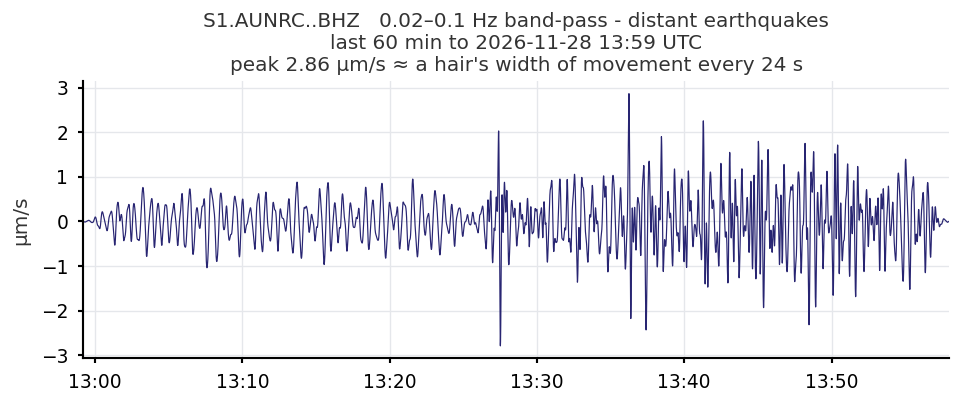 S1.AUNRC..BHZ   0.02–0.1 Hz band-pass - distant earthquakes
last 60 min to 2026-11-28 13:59 UTC
peak 2.86 µm/s ≈ a hair's width of movement every 24 s
µm/s
3
2
1
0
−1
−2
−3
13:00 13:10 13:20 13:30 13:40 13:50